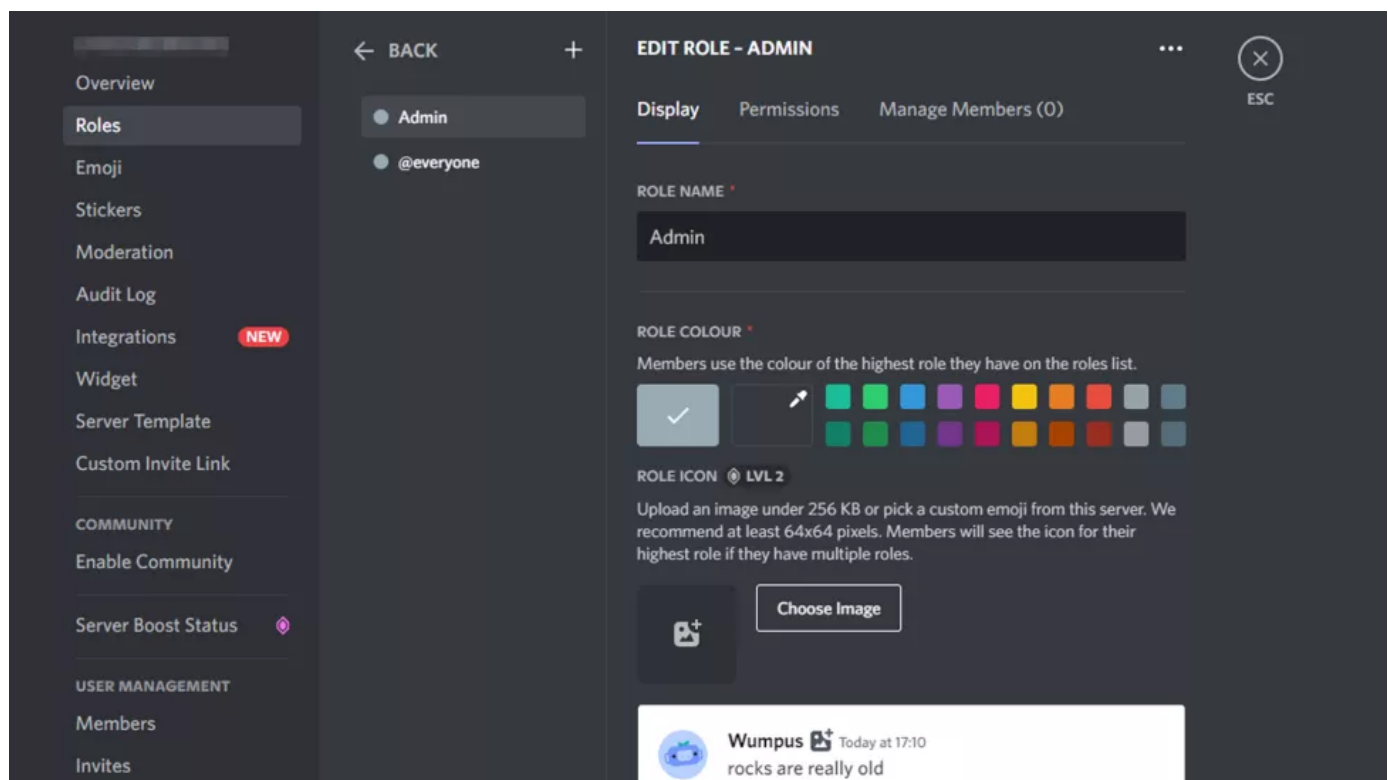 Overview
Roles
Emoji
Stickers
Moderation
Audit Log
Integrations NEW
Widget
Server Template
Custom Invite Link
COMMUNITY
Enable Community
Server Boost Status
USER MANAGEMENT
Members
Invites
BACK
Admin
@everyone
EDIT ROLE – ADMIN
ESC
Display Permissions Manage Members (0)
ROLE NAME *
Admin
ROLE COLOUR *
Members use the colour of the highest role they have on the roles list.
ROLE ICON LVL 2
Upload an image under 256 KB or pick a custom emoji from this server. We
recommend at least 64x64 pixels. Members will see the icon for their
highest role if they have multiple roles.
Choose Image
Wumpus Today at 17:10
rocks are really old